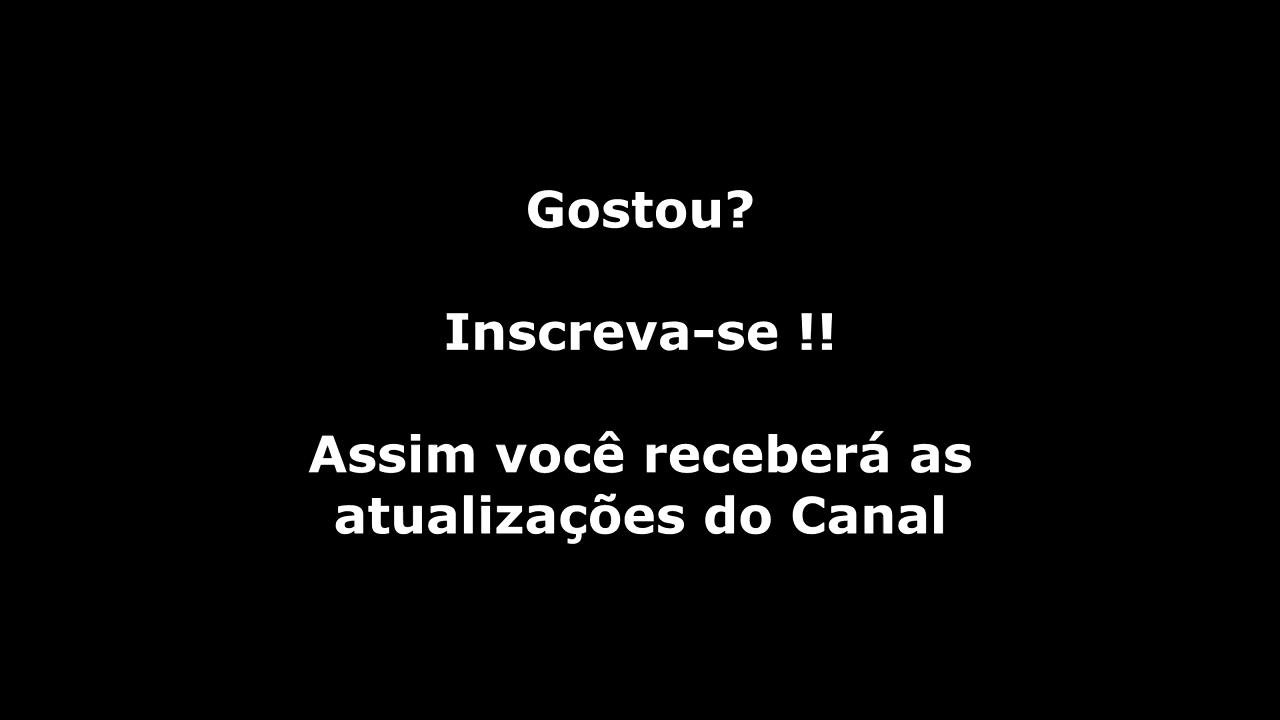 Gostou?
Inscreva-se !!
Assim você receberá as
atualizações do Canal